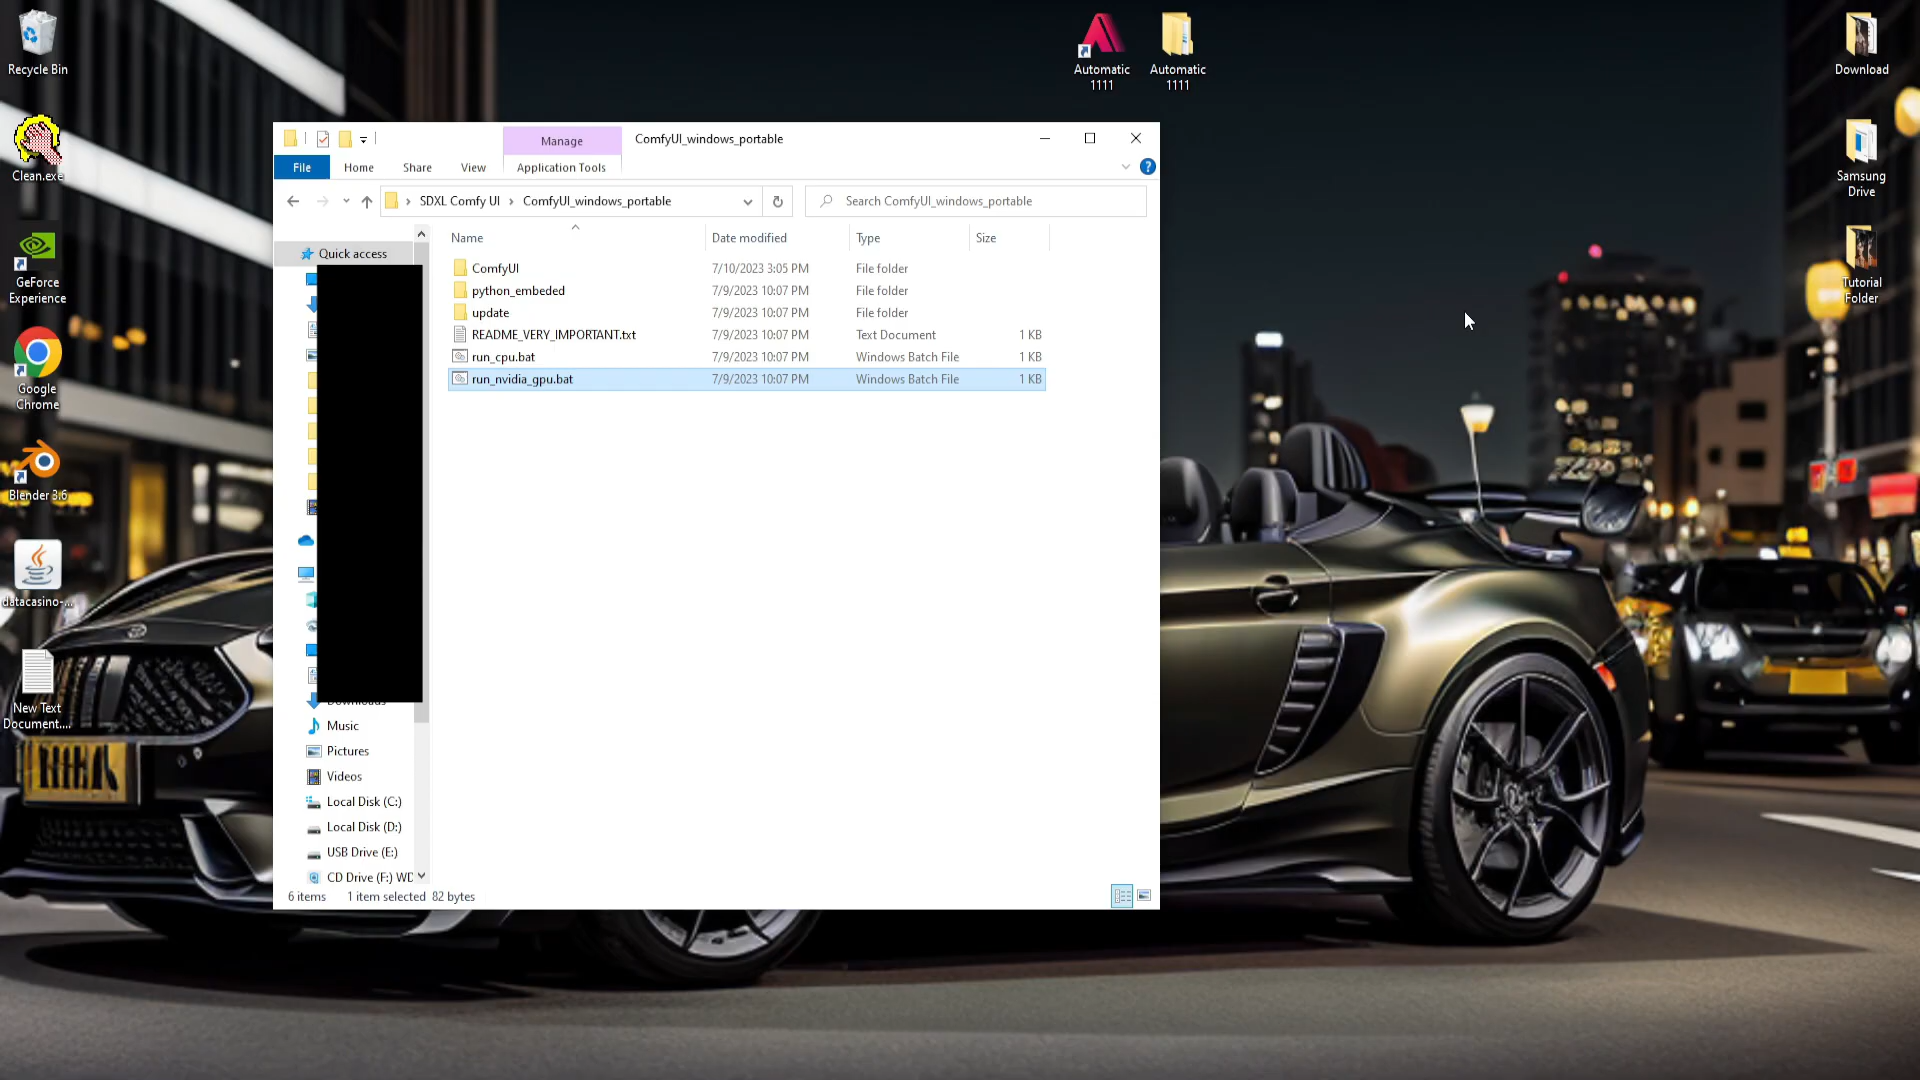 Recycle Bin
Clean.exe
GeForce
Experience
Google
Chrome
Blender 3.6
datacasino-...
New Text
Document....
Automatic
1111
Automatic
1111
Download
Samsung
Drive
Tutorial
Folder
Manage
ComfyUI_windows_portable
File
Home
Share
View
Application Tools
SDXL Comfy UI
ComfyUI_windows_portable
Search ComfyUI_windows_portable
Name
Date modified
Type
Size
Quick access
ComfyUI 7/10/2023 3:05 PM File folder
python_embeded 7/9/2023 10:07 PM File folder
update 7/9/2023 10:07 PM File folder
README_VERY_IMPORTANT.txt 7/9/2023 10:07 PM Text Document 1 KB
run_cpu.bat 7/9/2023 10:07 PM Windows Batch File 1 KB
run_nvidia_gpu.bat 7/9/2023 10:07 PM Windows Batch File 1 KB
Downloads
Music
Pictures
Videos
Local Disk (C:)
Local Disk (D:)
USB Drive (E:)
CD Drive (F:) WD
6 items 1 item selected 82 bytes